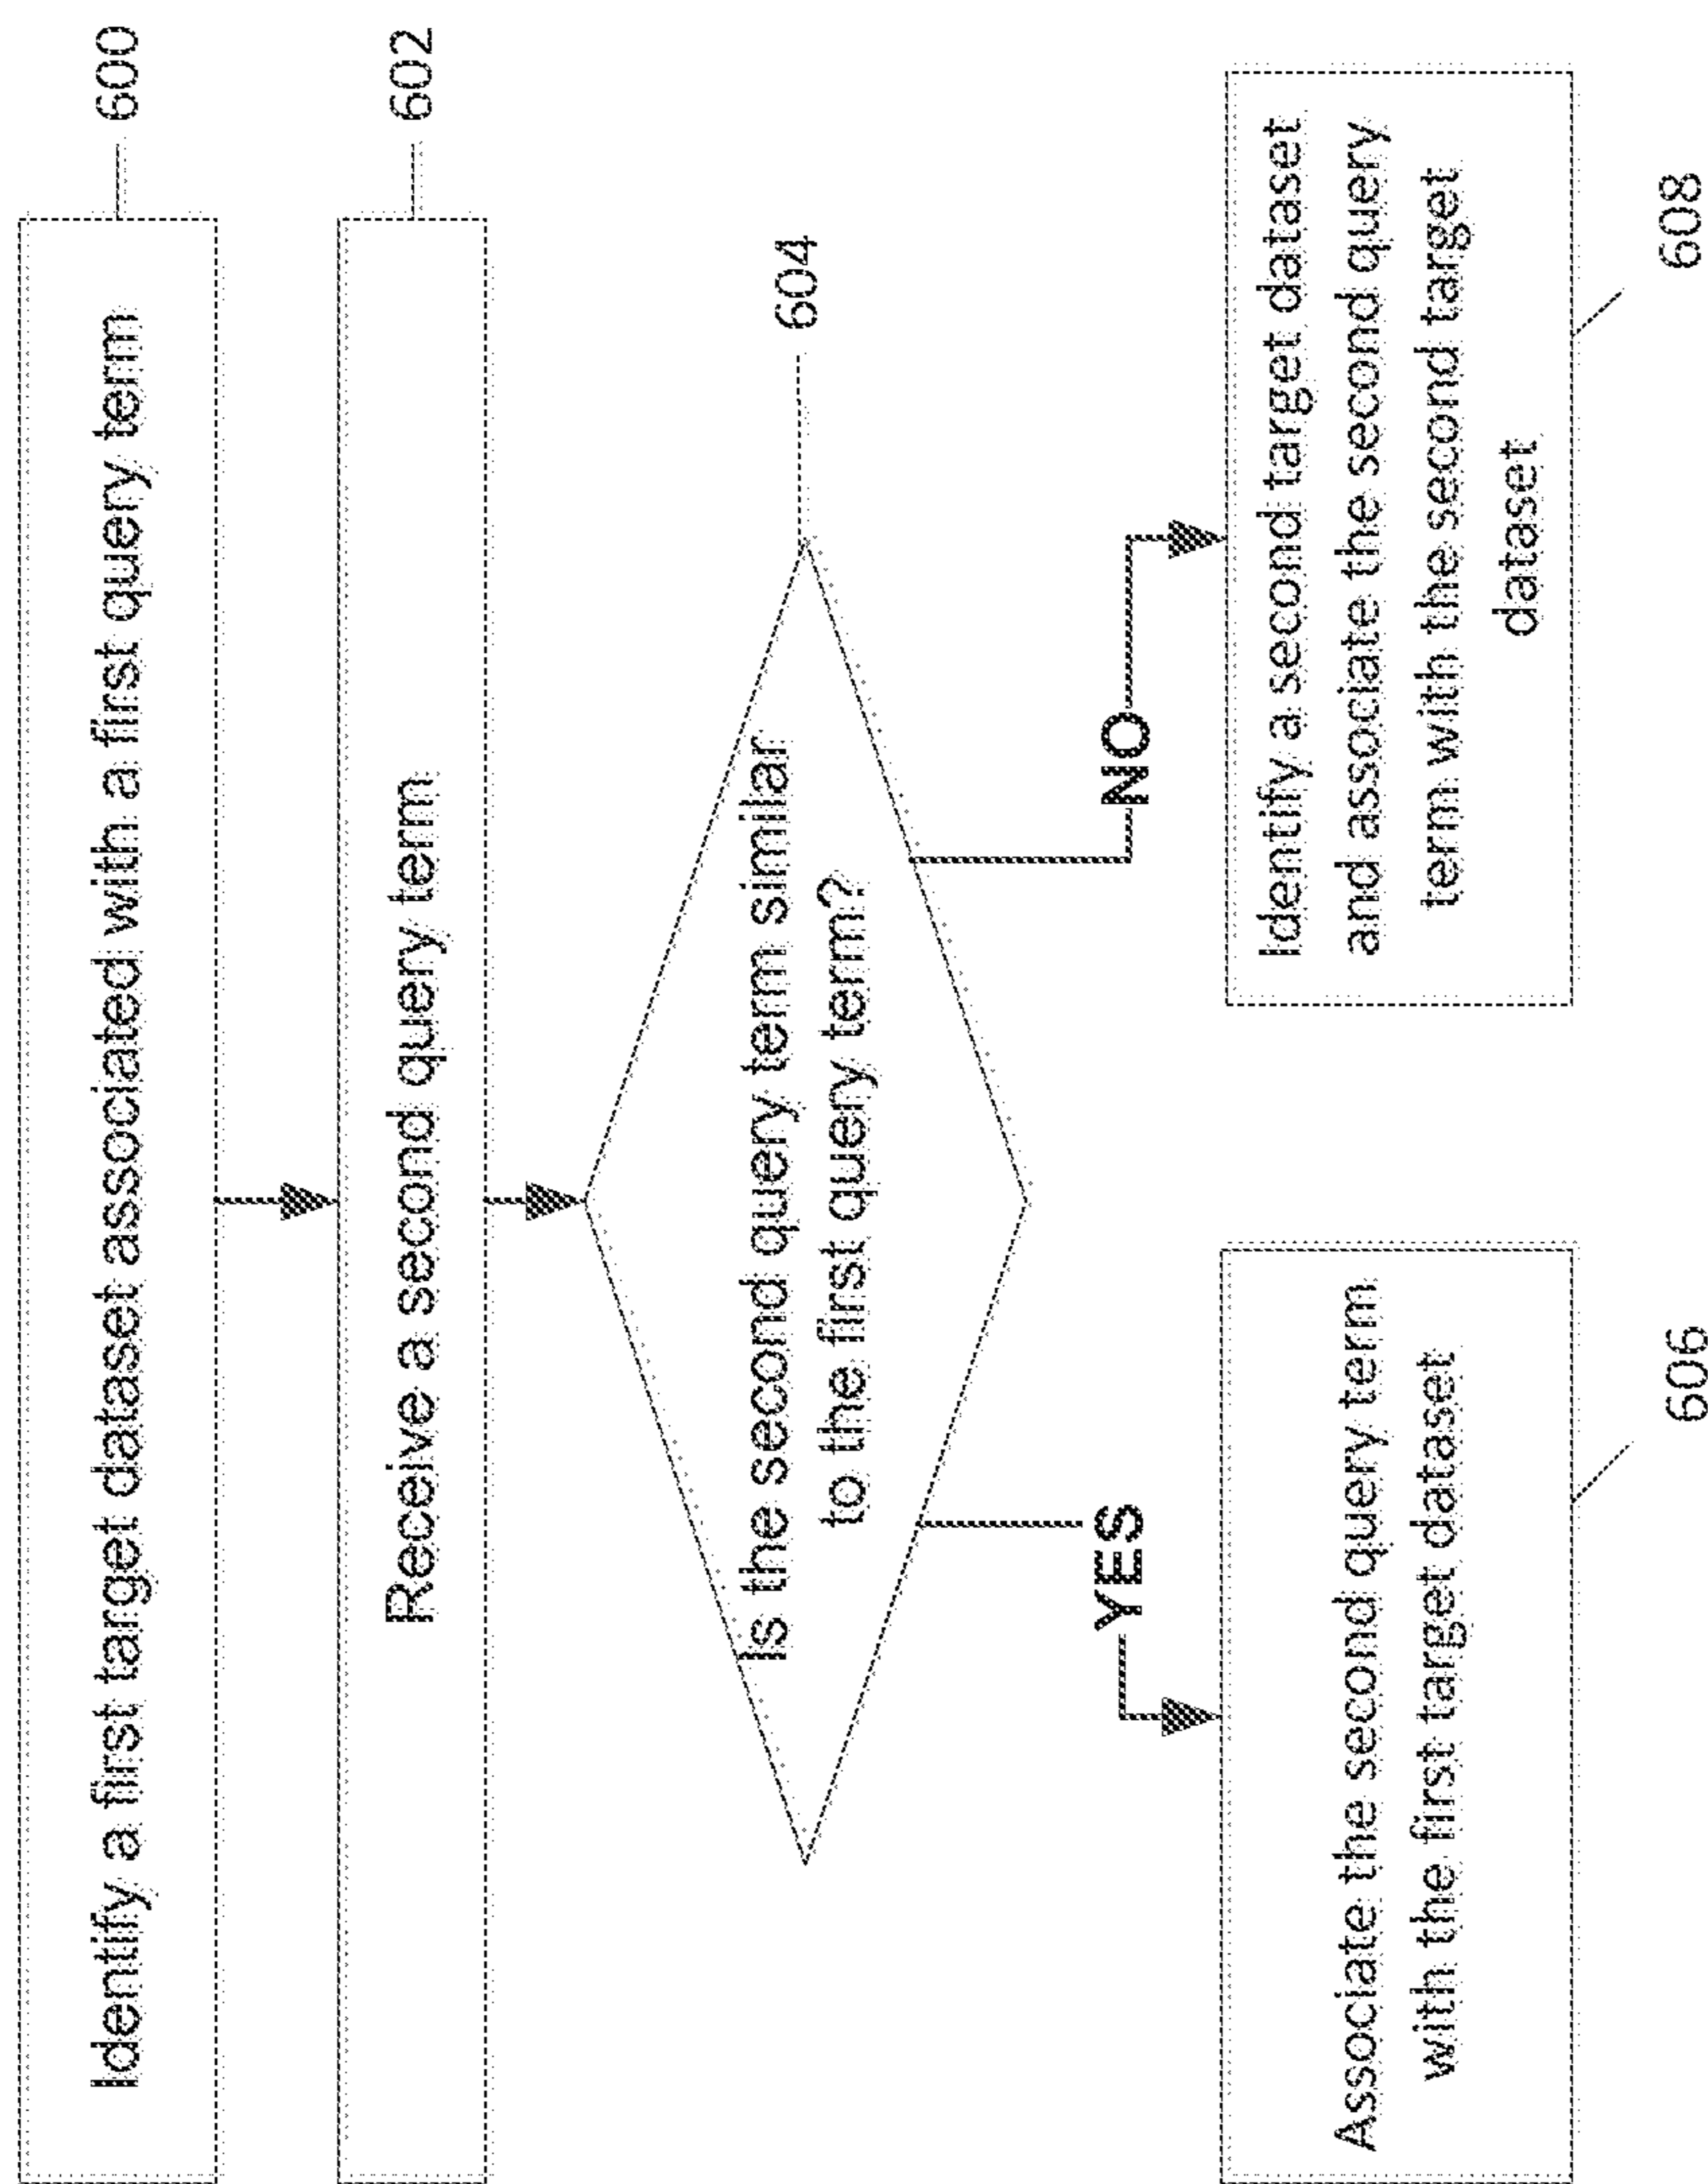 Identify a first target dataset associated with a first query term
600
Receive a second query term
602
Is the second query term similar
to the first query term?
604
YES
NO
Associate the second query term
with the first target dataset
606
Identify a second target dataset
and associate the second query
term with the second target
dataset
608